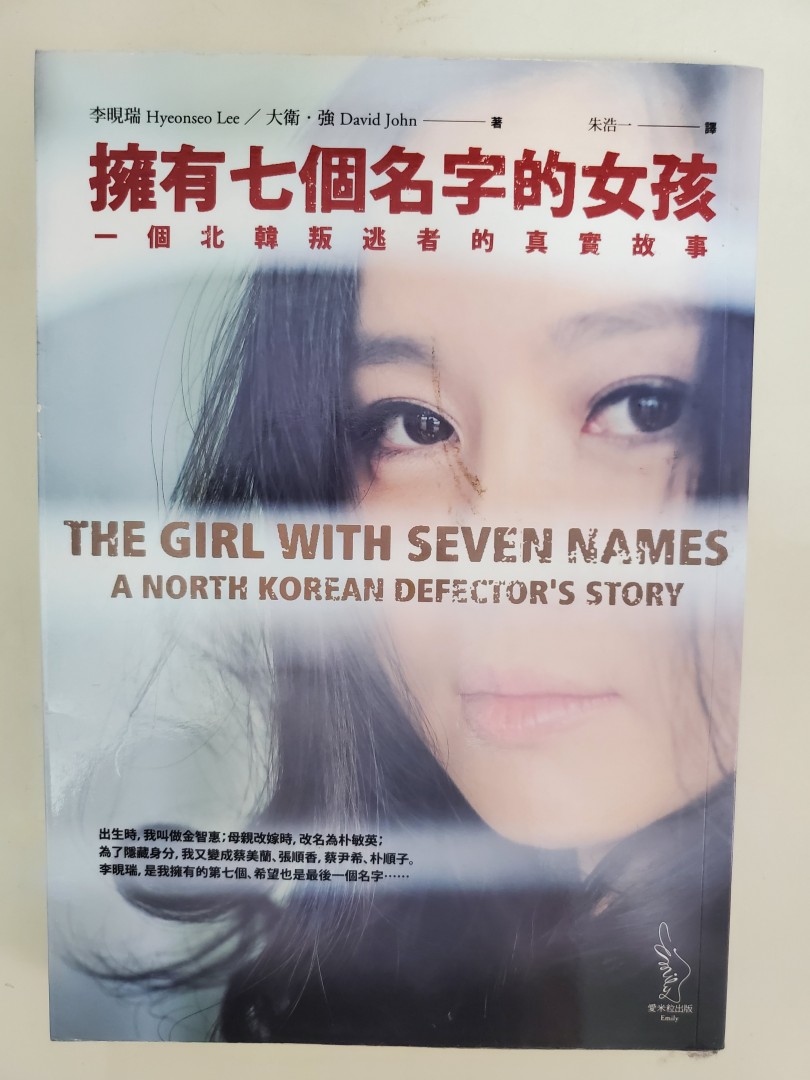 李晛瑞 Hyeonseo Lee／大衛・強 David John——著 朱浩一——譯
擁有七個名字的女孩
一個北韓叛逃者的真實故事
THE GIRL WITH SEVEN NAMES
A NORTH KOREAN DEFECTOR'S STORY
出生時，我叫做金智惠；母親改嫁時，改名為朴敏英；
為了隱藏身分，我又變成蔡美蘭、張順香，蔡尹希、朴順子。
李晛瑞，是我擁有的第七個、希望也是最後一個名字……
Emily
愛米粒出版
Emily